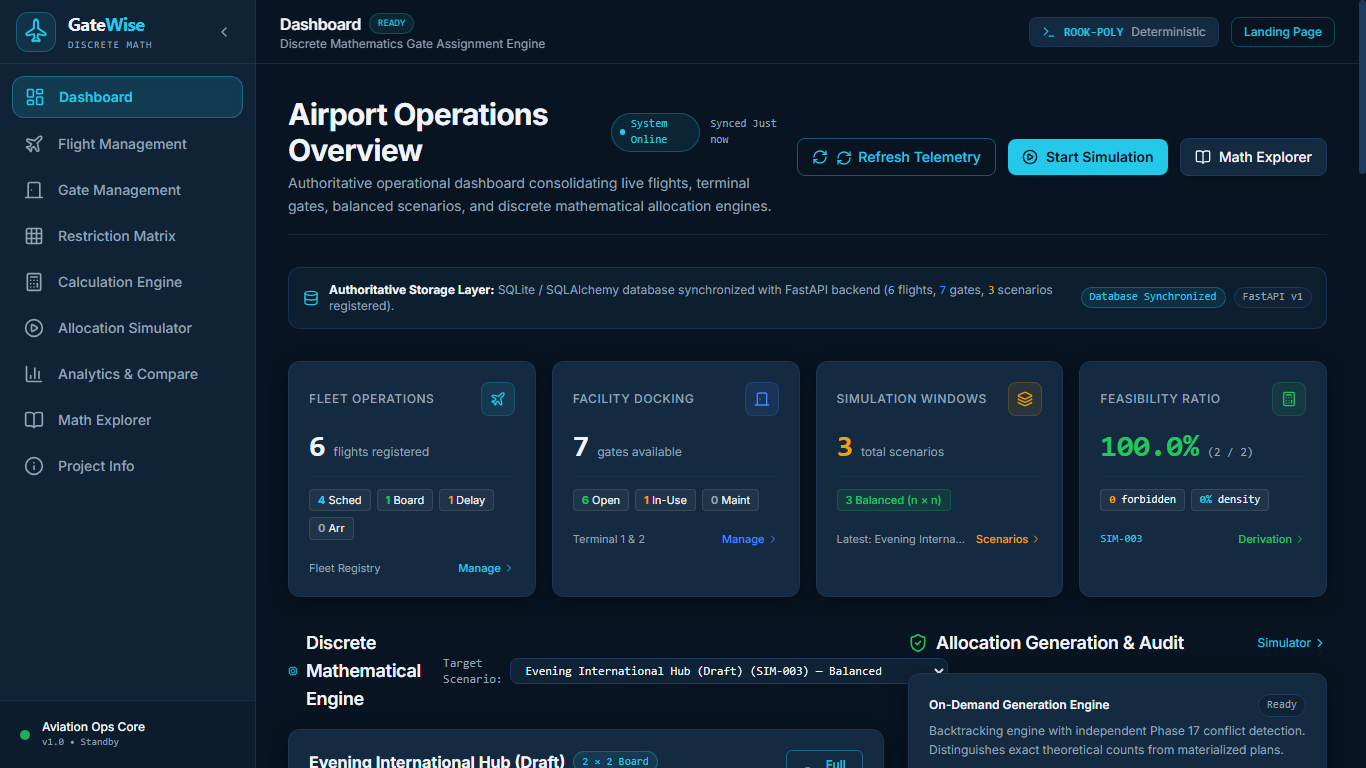 GateWise
DISCRETE MATH
Dashboard
Flight Management
Gate Management
Restriction Matrix
Calculation Engine
Allocation Simulator
Analytics & Compare
Math Explorer
Project Info
Aviation Ops Core
v1.0 • Standby
Dashboard READY
Discrete Mathematics Gate Assignment Engine
ROOK-POLY Deterministic
Landing Page
Airport Operations
Overview
System
Online
Synced Just
now
Authoritative operational dashboard consolidating live flights, terminal
gates, balanced scenarios, and discrete mathematical allocation engines.
Refresh Telemetry
Start Simulation
Math Explorer
Authoritative Storage Layer: SQLite / SQLAlchemy database synchronized with FastAPI backend (6 flights, 7 gates, 3 scenarios
registered).
Database Synchronized
FastAPI v1
FLEET OPERATIONS
6 flights registered
4 Sched
1 Board
1 Delay
0 Arr
Fleet Registry
Manage
FACILITY DOCKING
7 gates available
6 Open
1 In-Use
0 Maint
Terminal 1 & 2
Manage
SIMULATION WINDOWS
3 total scenarios
3 Balanced (n × n)
Latest: Evening Interna...
Scenarios
FEASIBILITY RATIO
100.0% (2 / 2)
0 forbidden
0% density
SIM-003
Derivation
Discrete
Mathematical
Engine
Target
Scenario:
Evening International Hub (Draft) (SIM-003) — Balanced
Evening International Hub (Draft)
2 × 2 Board
Full
Allocation Generation & Audit
Simulator
On-Demand Generation Engine
Ready
Backtracking engine with independent Phase 17 conflict detection.
Distinguishes exact theoretical counts from materialized plans.